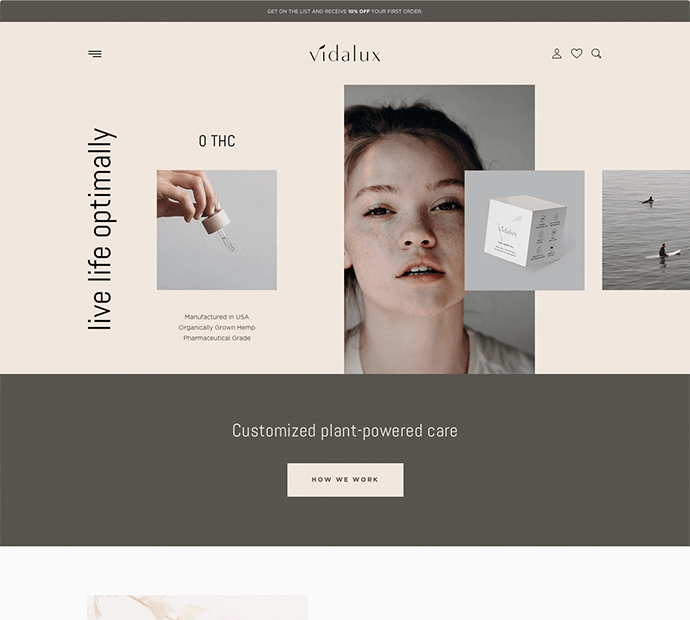 GET ON THE LIST AND RECEIVE 10% OFF YOUR FIRST ORDER.
vidalux
live life optimally
0 THC
vidalux
Manufactured in USA
Organically Grown Hemp
Pharmaceutical Grade
Customized plant-powered care
HOW WE WORK